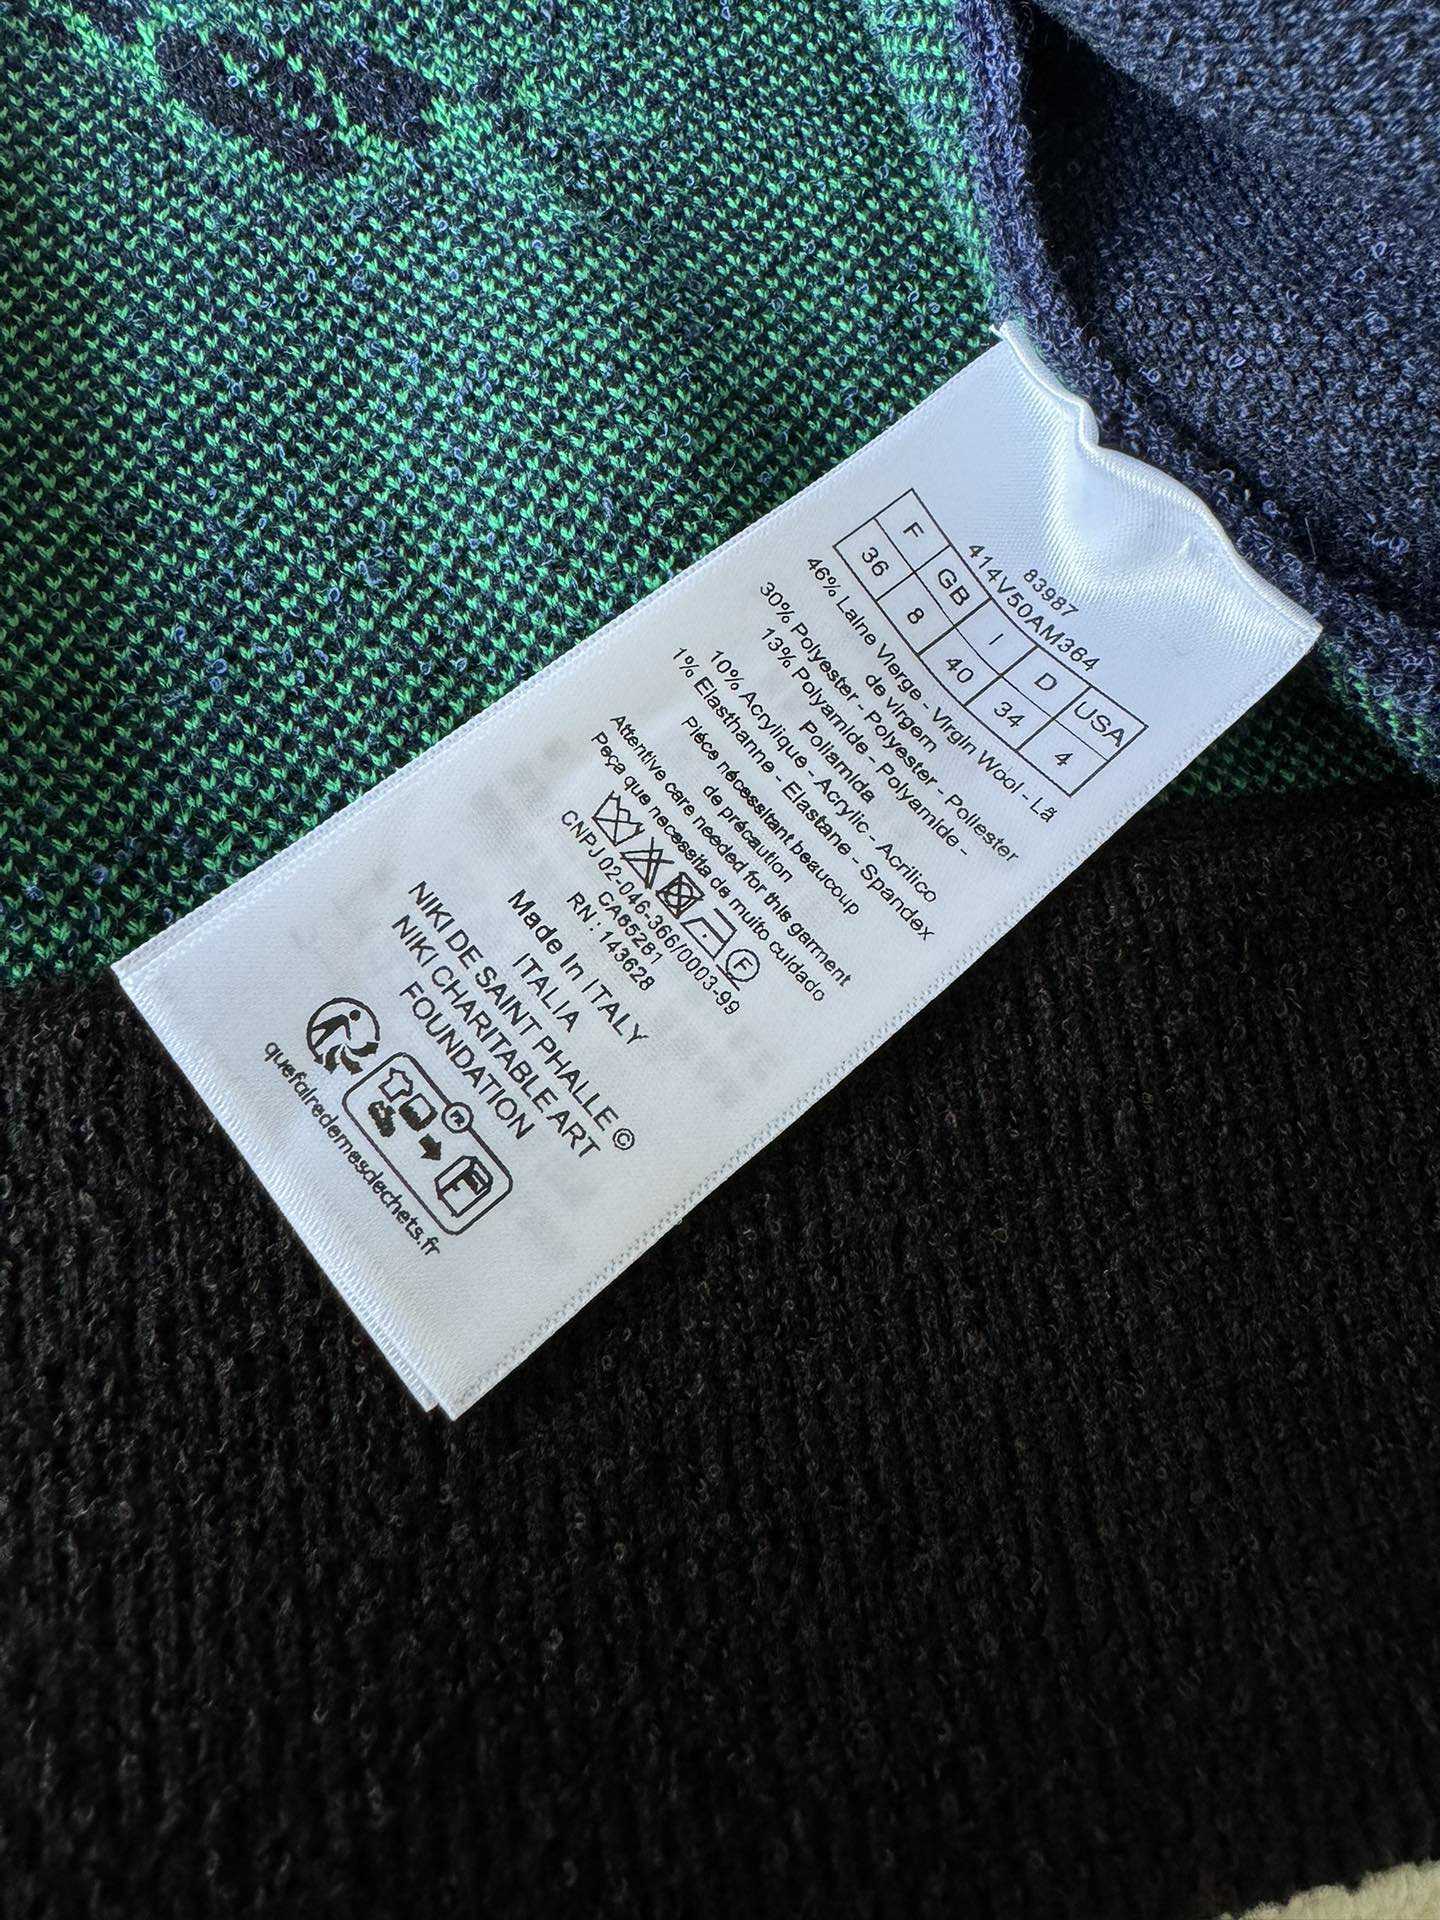 83987
414V50AM364
F GB I D USA
36 8 40 34 4
46% Laine Vierge - Virgin Wool - Lã
de virgem
30% Polyester - Polyester - Poliester
13% Polyamide - Polyamide -
Poliamida
10% Acrylique - Acrylic - Acrilico
1% Elasthanne - Elastane - Spandex
Pièce nécessitant beaucoup
de précaution
Attentive care needed for this garment
Peça que necessita de muito cuidado
F
CNPJ 02-046-366/0003-99
CA65281
RN : 143628
Made In ITALY
ITALIA
NIKI DE SAINT PHALLE ©
NIKI CHARITABLE ART
FOUNDATION
FR
quefairedemesdechets.fr